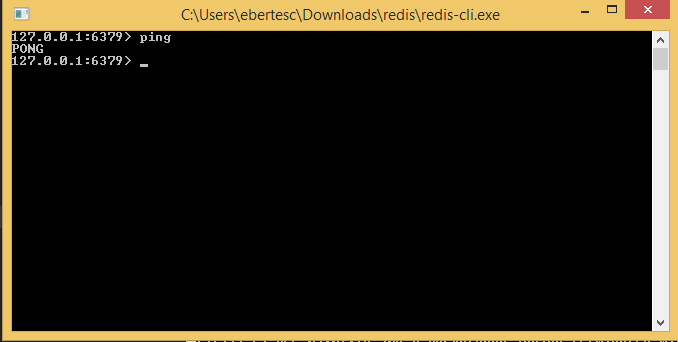 C:\Users\ebertesc\Downloads\redis\redis-cli.exe
127.0.0.1:6379> ping
PONG
127.0.0.1:6379>